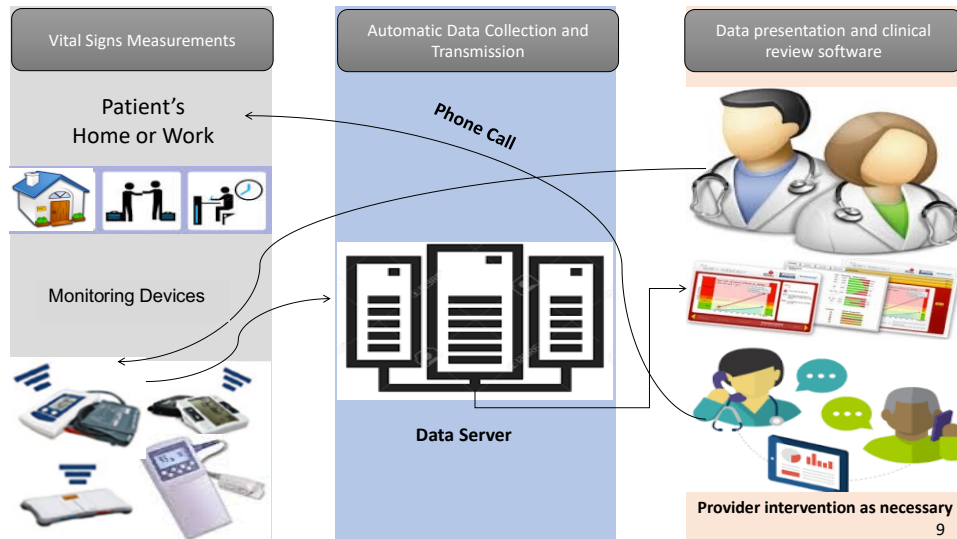 Vital Signs Measurements
Automatic Data Collection and
Transmission
Data presentation and clinical
review software
Patient's
Home or Work
Phone Call
Monitoring Devices
Data Server
Provider intervention as necessary
9